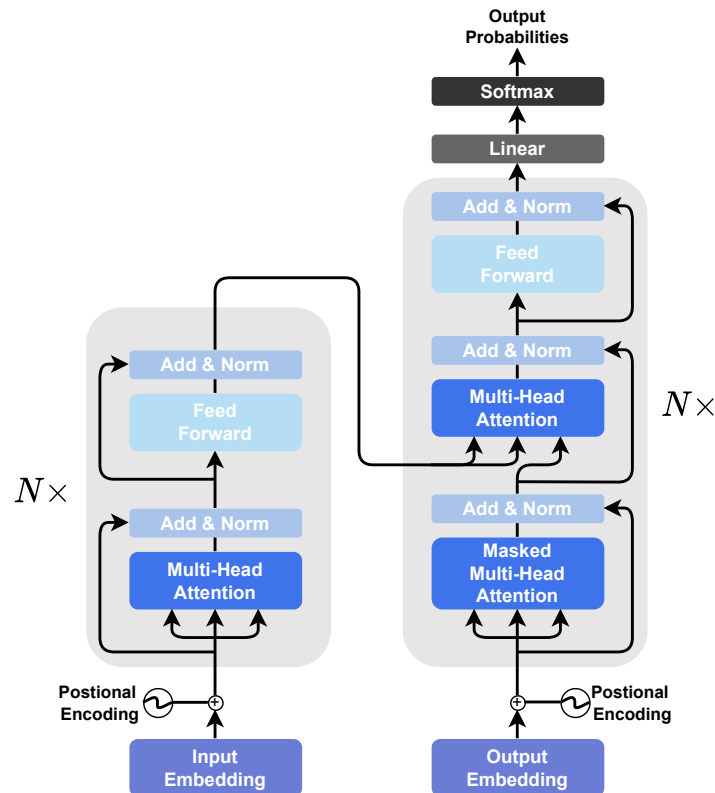 Output
Probabilities
Softmax
Linear
Add & Norm
Feed
Forward
Add & Norm
Multi-Head
Attention
N×
Add & Norm
Masked
Multi-Head
Attention
Postional
Encoding
Output
Embedding
Add & Norm
Feed
Forward
N×
Add & Norm
Multi-Head
Attention
Postional
Encoding
Input
Embedding